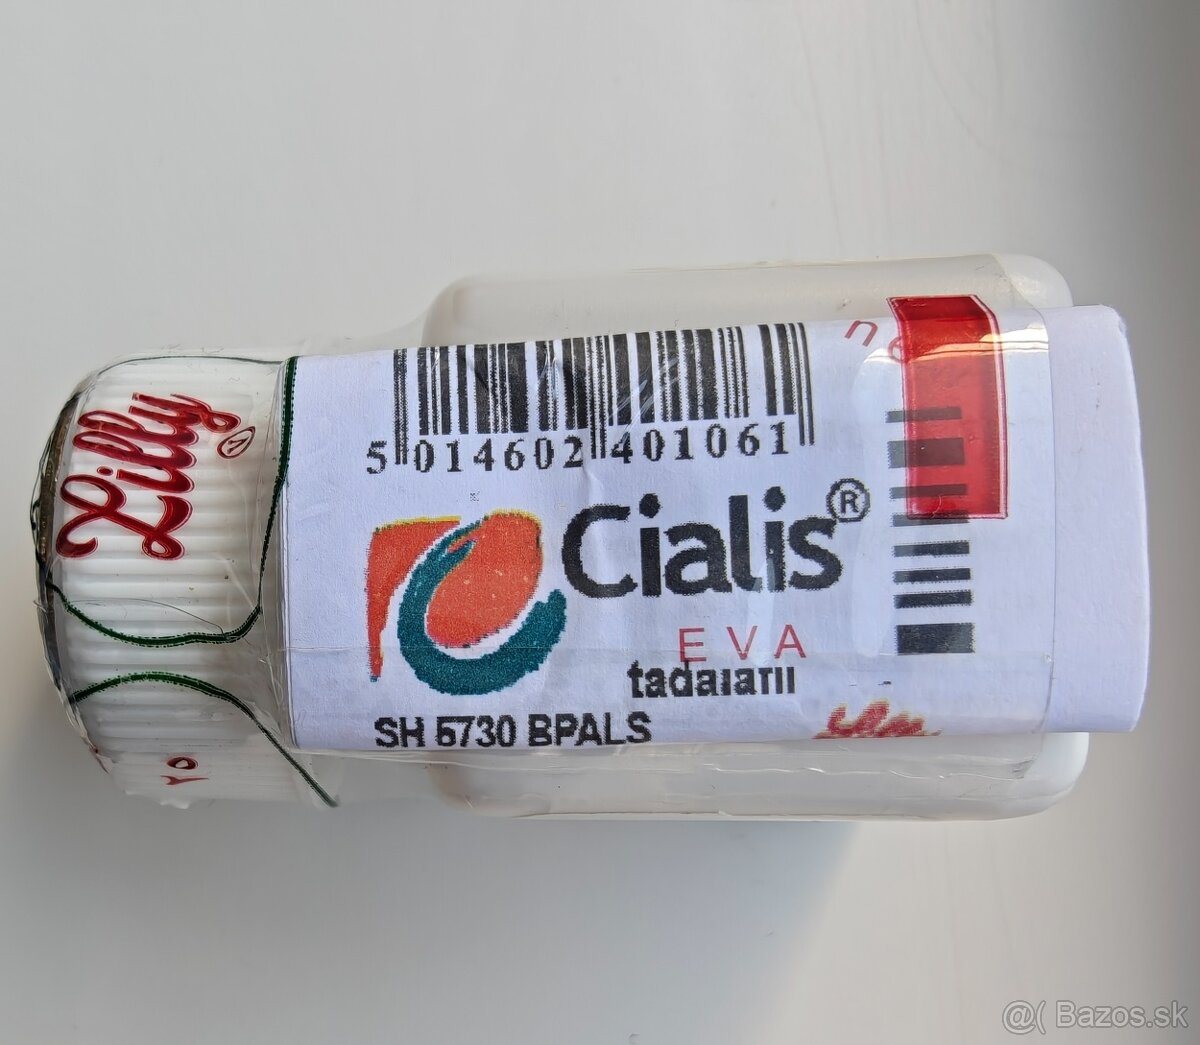 Lilly
5 014602 401061
Cialis®
EVA
tadalafil
SH 5730 BPALS
@( Bazos.sk